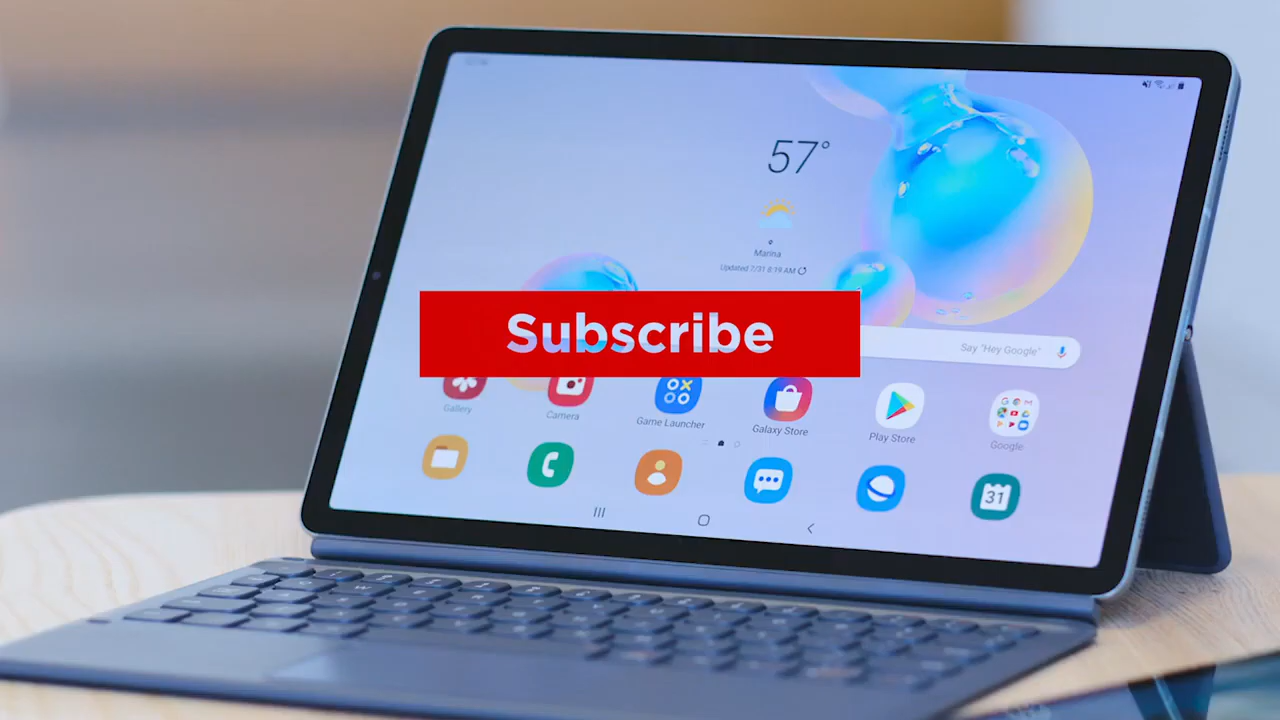 57°
Marina
Updated 7/31 8:19 AM
Subscribe
Say "Hey Google"
Gallery
Camera
Game Launcher
Galaxy Store
Play Store
Google
31